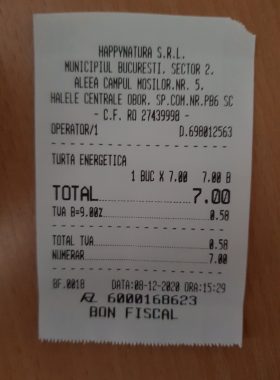 HAPPYNATURA S.R.L.
MUNICIPIUL BUCURESTI, SECTOR 2,
ALEEA CAMPUL MOSILOR.NR. 5.
HALELE CENTRALE OBOR, SP.COM.NR.PB6 SC
- C.F. RO 27439990 -
OPERATOR/1 D.698012563
TURTA ENERGETICA
1 BUC X 7.00 7.00 B
TOTAL 7.00
TVA B=9.00% 0.58
TOTAL TVA 0.58
NUMERAR 7.00
BF.0018 DATA:08-12-2020 ORA:15:29
6000168623
BON FISCAL